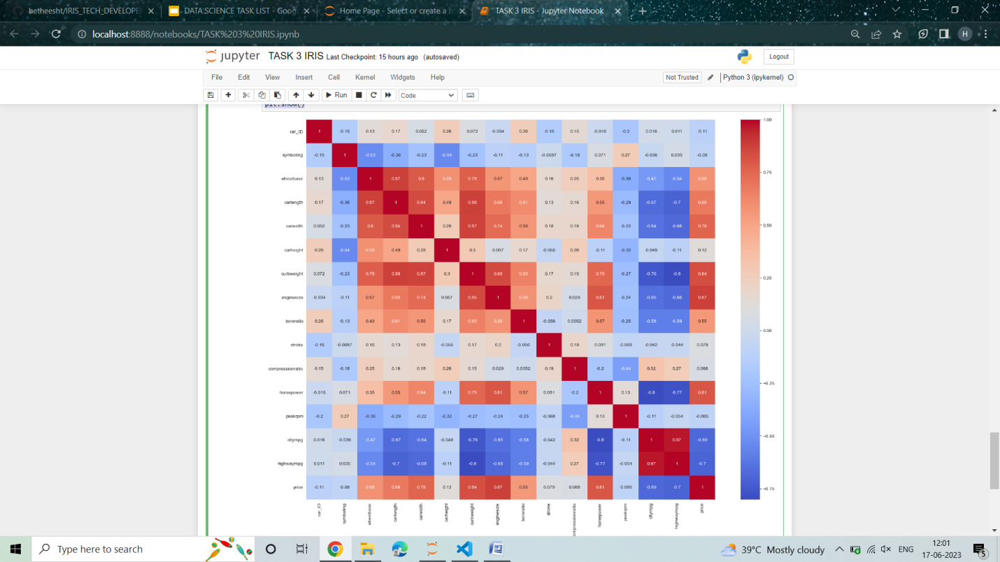 hetheesht/IRIS_TECH_DEVELOPE
DATA SCIENCE TASK LIST - Goog
Home Page - Select or create a n
TASK 3 IRIS - Jupyter Notebook
localhost:8888/notebooks/TASK%203%20IRIS.ipynb
H
jupyter TASK 3 IRIS Last Checkpoint: 15 hours ago (autosaved)
Logout
File Edit View Insert Cell Kernel Widgets Help
Not Trusted Python 3 (ipykernel)
Run Code
plt.show()
car_ID 1 -0.15 0.13 0.17 0.052 0.26 0.072 -0.034 0.26 -0.16 0.15 -0.015 -0.2 0.016 0.011 -0.11
symboling -0.15 1 -0.53 -0.36 -0.23 -0.54 -0.23 -0.11 -0.13 -0.0087 -0.18 0.071 0.27 -0.036 0.035 -0.08
wheelbase 0.13 -0.53 1 0.87 0.8 0.59 0.78 0.57 0.49 0.16 0.25 0.35 -0.36 -0.47 -0.54 0.58
carlength 0.17 -0.36 0.87 1 0.84 0.49 0.88 0.68 0.61 0.13 0.16 0.55 -0.29 -0.67 -0.7 0.68
carwidth 0.052 -0.23 0.8 0.84 1 0.28 0.87 0.74 0.56 0.18 0.18 0.64 -0.22 -0.64 -0.68 0.76
carheight 0.26 -0.54 0.59 0.49 0.28 1 0.3 0.067 0.17 -0.055 0.26 -0.11 -0.32 -0.049 -0.11 0.12
curbweight 0.072 -0.23 0.78 0.88 0.87 0.3 1 0.85 0.65 0.17 0.15 0.75 -0.27 -0.76 -0.8 0.84
enginesize -0.034 -0.11 0.57 0.68 0.74 0.067 0.85 1 0.58 0.2 0.029 0.81 -0.24 -0.65 -0.68 0.87
boreratio 0.26 -0.13 0.49 0.61 0.56 0.17 0.65 0.58 1 -0.056 0.0052 0.57 -0.25 -0.58 -0.59 0.55
stroke -0.16 -0.0087 0.16 0.13 0.18 -0.055 0.17 0.2 -0.056 1 0.19 0.081 -0.068 -0.042 -0.044 0.079
compressionratio 0.15 -0.18 0.25 0.16 0.18 0.26 0.15 0.029 0.0052 0.19 1 -0.2 -0.44 0.32 0.27 0.068
horsepower -0.015 0.071 0.35 0.55 0.64 -0.11 0.75 0.81 0.57 0.081 -0.2 1 0.13 -0.8 -0.77 0.81
peakrpm -0.2 0.27 -0.36 -0.29 -0.22 -0.32 -0.27 -0.24 -0.25 -0.068 -0.44 0.13 1 -0.11 -0.054 -0.085
citympg 0.016 -0.036 -0.47 -0.67 -0.64 -0.049 -0.76 -0.65 -0.58 -0.042 0.32 -0.8 -0.11 1 0.97 -0.69
highwaympg 0.011 0.035 -0.54 -0.7 -0.68 -0.11 -0.8 -0.68 -0.59 -0.044 0.27 -0.77 -0.054 0.97 1 -0.7
price -0.11 -0.08 0.58 0.68 0.76 0.12 0.84 0.87 0.55 0.079 0.068 0.81 -0.085 -0.69 -0.7 1
car_ID symboling wheelbase carlength carwidth carheight curbweight enginesize boreratio stroke ompressionratio horsepower peakrpm citympg highwaympg price
1.00
0.75
0.50
0.25
0.00
-0.25
-0.50
-0.75
Type here to search
39°C Mostly cloudy
ENG
12:01
17-06-2023
5